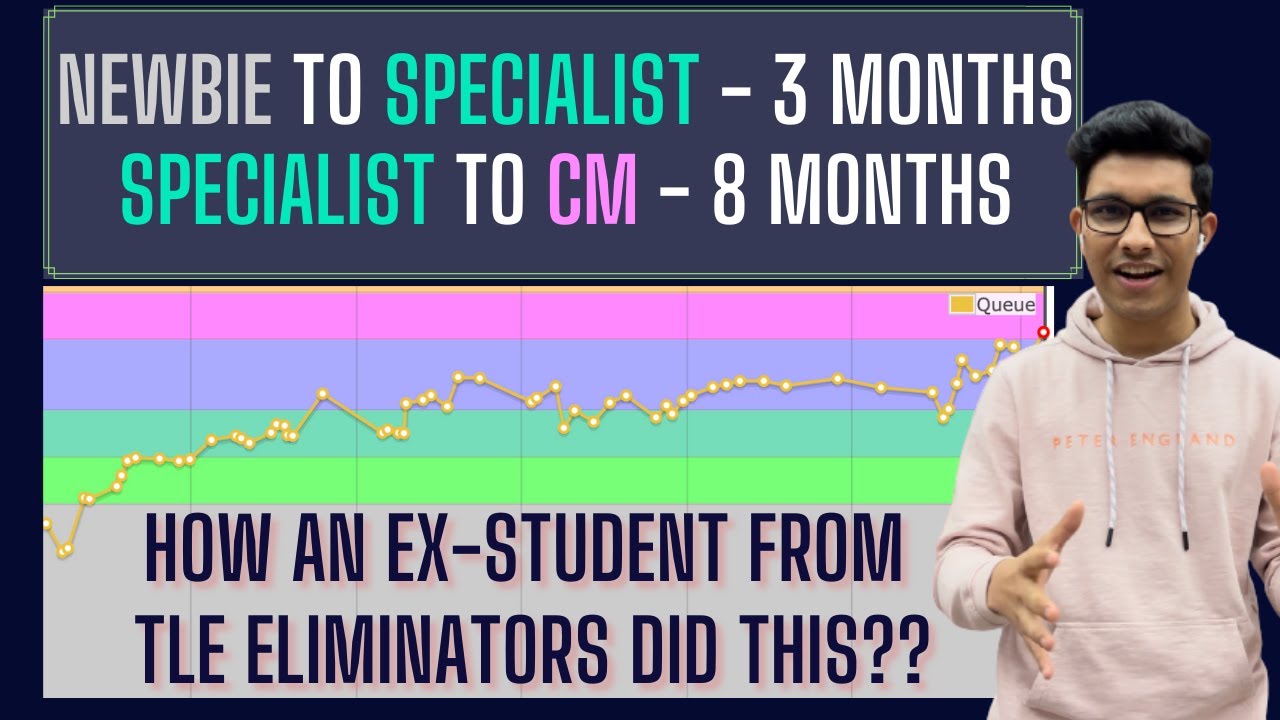 NEWBIE TO SPECIALIST - 3 MONTHS
SPECIALIST TO CM - 8 MONTHS
Queue
PETER ENGLAND
HOW AN EX-STUDENT FROM
TLE ELIMINATORS DID THIS??